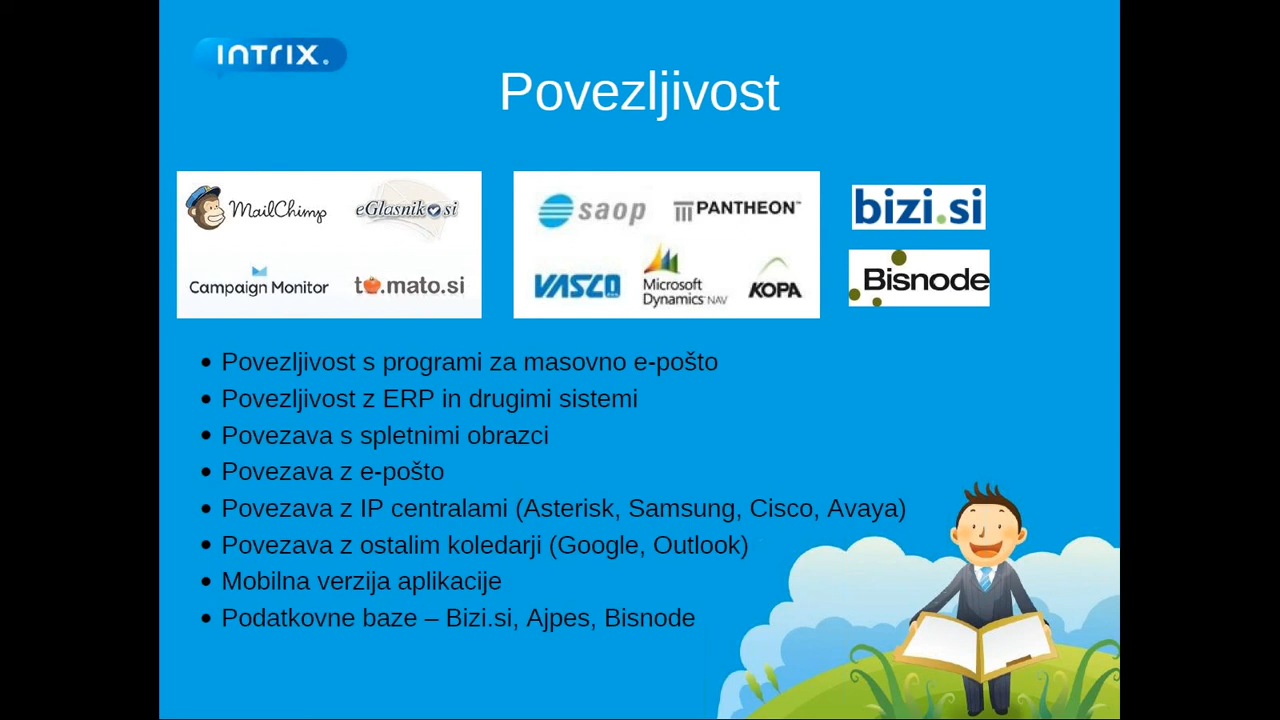 INTRIX.
Povezljivost
MailChimp
eGlasnik.si
Campaign Monitor
to.mato.si
saop
PANTHEON™
VASCO
Microsoft
Dynamics NAV
KOPA
bizi.si
Bisnode
• Povezljivost s programi za masovno e-pošto
• Povezljivost z ERP in drugimi sistemi
• Povezava s spletnimi obrazci
• Povezava z e-pošto
• Povezava z IP centralami (Asterisk, Samsung, Cisco, Avaya)
• Povezava z ostalim koledarji (Google, Outlook)
• Mobilna verzija aplikacije
• Podatkovne baze – Bizi.si, Ajpes, Bisnode